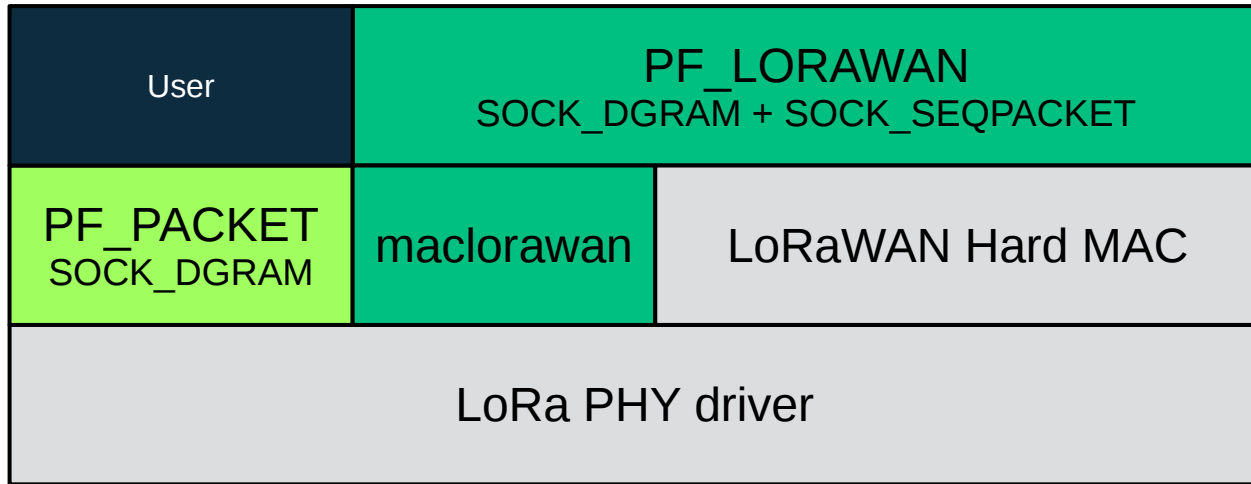 User
PF_LORAWAN
SOCK_DGRAM + SOCK_SEQPACKET
PF_PACKET
SOCK_DGRAM
maclorawan
LoRaWAN Hard MAC
LoRa PHY driver